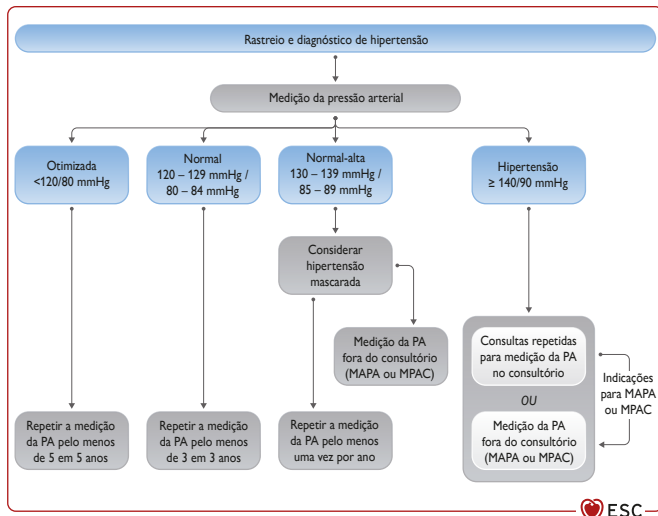 Rastreio e diagnóstico de hipertensão
Medição da pressão arterial
Otimizada
<120/80 mmHg
Normal
120 – 129 mmHg /
80 – 84 mmHg
Normal-alta
130 – 139 mmHg /
85 – 89 mmHg
Hipertensão
≥ 140/90 mmHg
Considerar
hipertensão
mascarada
Medição da PA
fora do consultório
(MAPA ou MPAC)
Consultas repetidas
para medição da PA
no consultório
OU
Medição da PA
fora do consultório
(MAPA ou MPAC)
Indicações
para MAPA
ou MPAC
Repetir a medição
da PA pelo menos
de 5 em 5 anos
Repetir a medição
da PA pelo menos
de 3 em 3 anos
Repetir a medição
da PA pelo menos
uma vez por ano
ESC